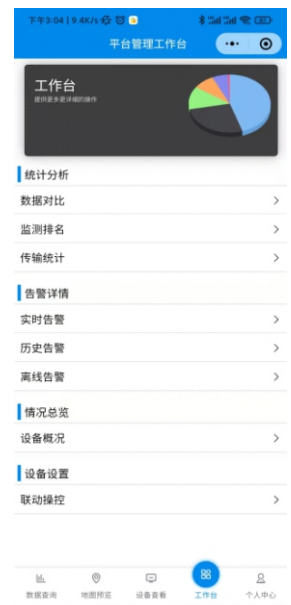 下午3:04 | 9.4K/s
平台管理工作台
工作台
提供更多更详细的操作
统计分析
数据对比
监测排名
传输统计
告警详情
实时告警
历史告警
离线告警
情况总览
设备概况
设备设置
联动操控
数据查询 地图预览 设备查看 工作台 个人中心